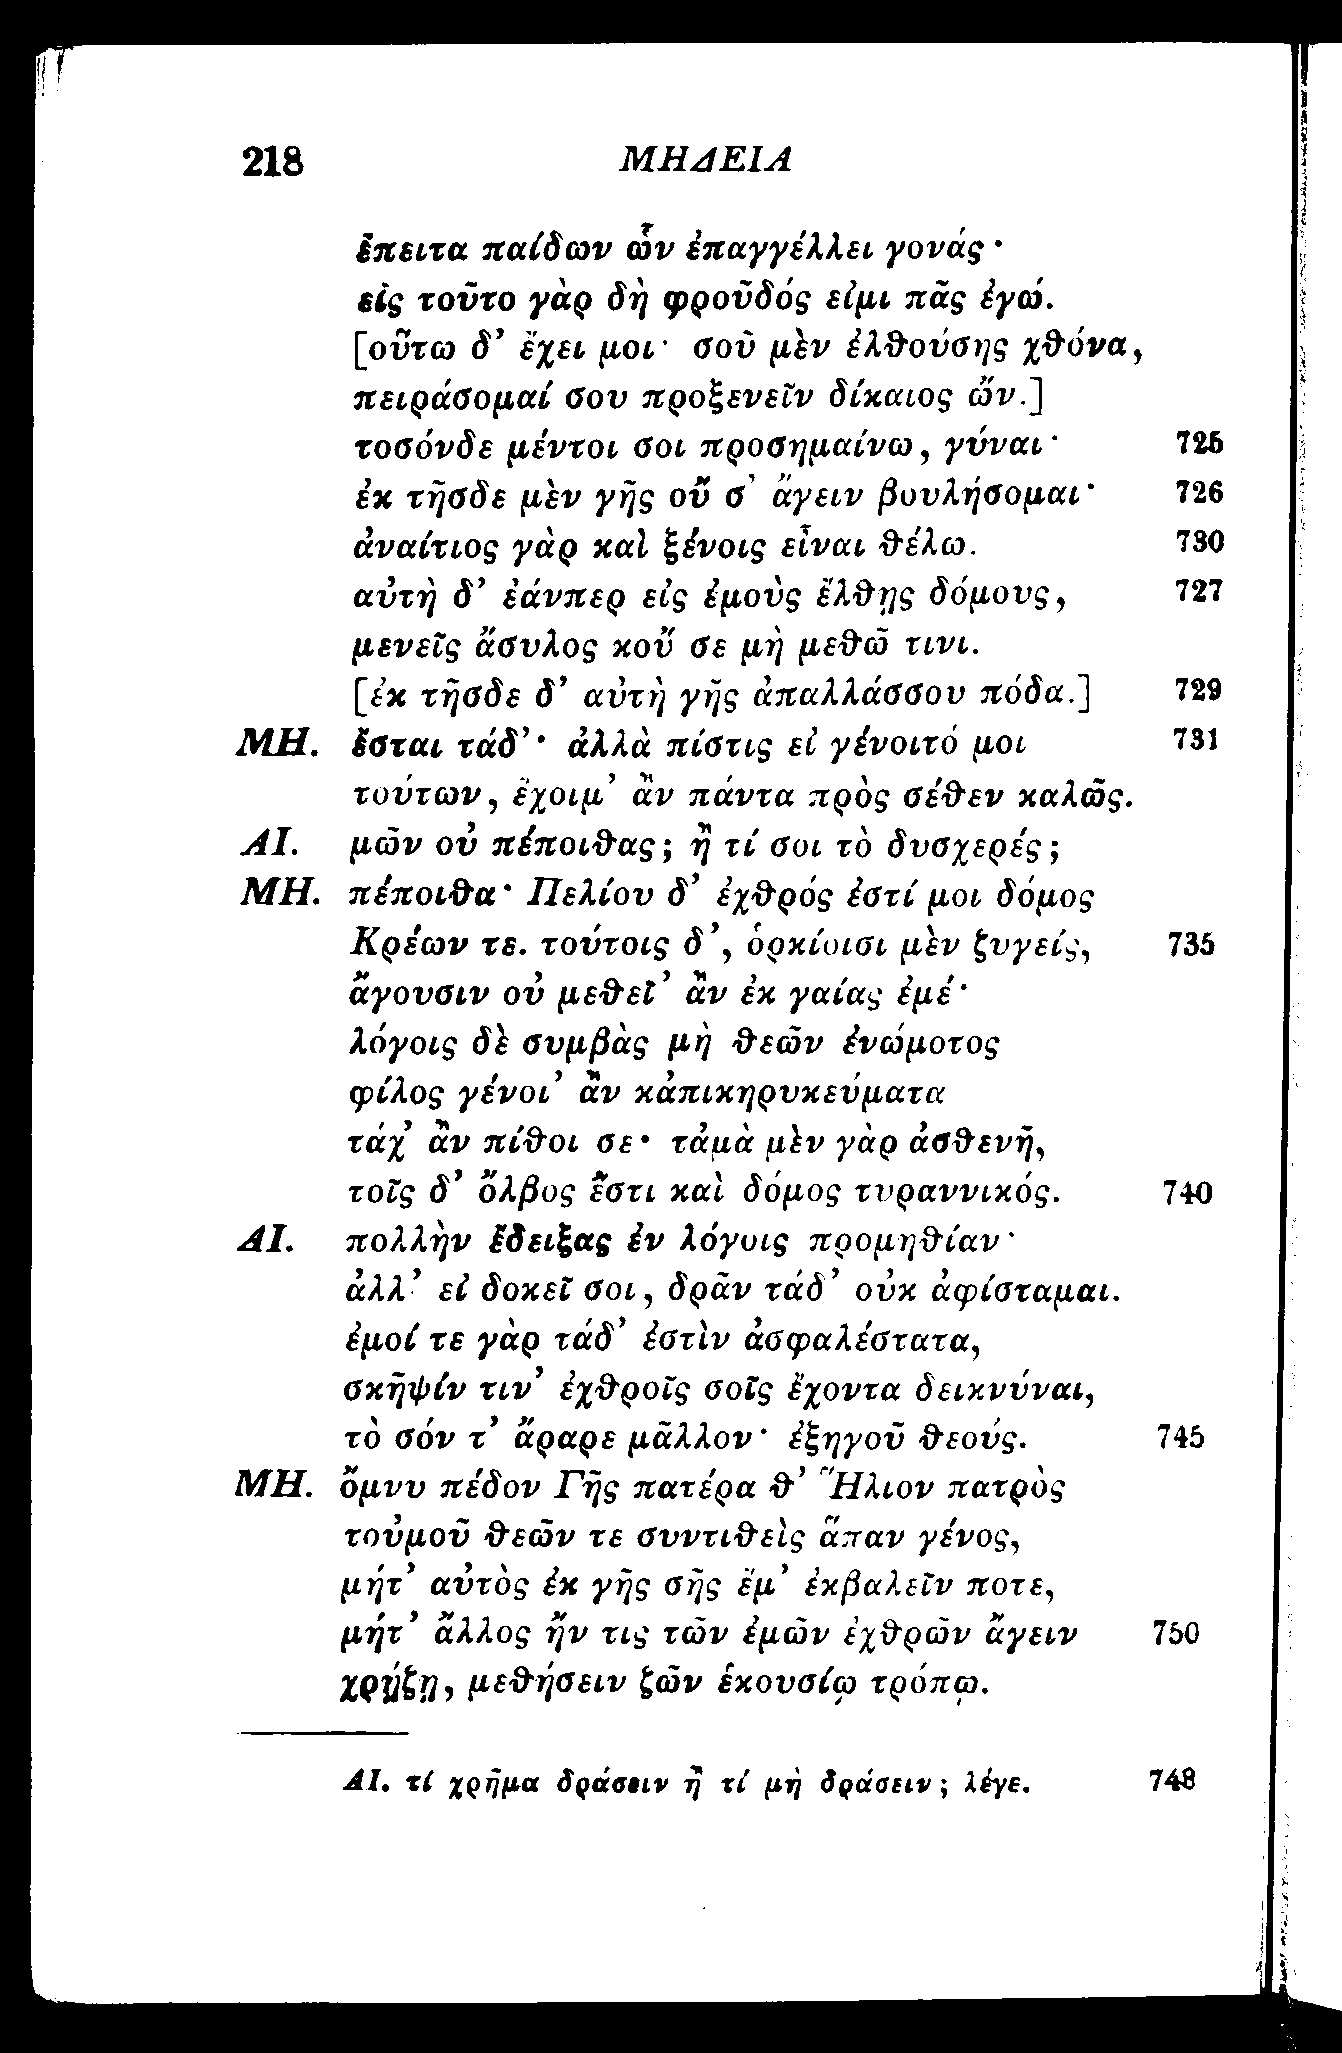 218 ΜΗΔΕΙΑ
ἔπειτα παίδων ὧν ἐπαγγέλλει γονάς·
εἰς τοῦτο γὰρ δὴ φροῦδός εἰμι πᾶς ἐγώ.
[οὕτω δ’ ἔχει μοι· σοῦ μὲν ἐλθούσης χθόνα,
πειράσομαί σου προξενεῖν δίκαιος ὤν.]
τοσόνδε μέντοι σοι προσημαίνω, γύναι· 725
ἐκ τῆσδε μὲν γῆς οὔ σ’ ἄγειν βουλήσομαι· 726
ἀναίτιος γὰρ καὶ ξένοις εἶναι θέλω. 730
αὐτὴ δ’ ἐάνπερ εἰς ἐμοὺς ἔλθῃς δόμους, 727
μενεῖς ἄσυλος κοὔ σε μὴ μεθῶ τινι.
[ἐκ τῆσδε δ’ αὐτὴ γῆς ἀπαλλάσσου πόδα.] 729
ΜΗ. ἔσται τάδ’· ἀλλὰ πίστις εἰ γένοιτό μοι 731
τούτων, ἔχοιμ’ ἂν πάντα πρὸς σέθεν καλῶς.
ΑΙ. μῶν οὐ πέποιθας; ἢ τί σοι τὸ δυσχερές;
ΜΗ. πέποιθα· Πελίου δ’ ἐχθρός ἐστί μοι δόμος
Κρέων τε. τούτοις δ’, ὁρκίοισι μὲν ζυγείς, 735
ἄγουσιν οὐ μεθεῖ’ ἂν ἐκ γαίας ἐμέ·
λόγοις δὲ συμβὰς μὴ θεῶν ἐνώμοτος
φίλος γένοι’ ἂν κἀπικηρυκεύματα
τάχ’ ἂν πίθοι σε· τἀμὰ μὲν γὰρ ἀσθενῆ,
τοῖς δ’ ὄλβος ἔστι καὶ δόμος τυραννικός. 740
ΑΙ. πολλὴν ἔδειξας ἐν λόγοις προμηθίαν·
ἀλλ’ εἰ δοκεῖ σοι, δρᾶν τάδ’ οὐκ ἀφίσταμαι.
ἐμοί τε γὰρ τάδ’ ἐστὶν ἀσφαλέστατα,
σκῆψίν τιν’ ἐχθροῖς σοῖς ἔχοντα δεικνύναι,
τὸ σόν τ’ ἄραρε μᾶλλον· ἐξηγοῦ θεούς. 745
ΜΗ. ὄμνυ πέδον Γῆς πατέρα θ’ Ἥλιον πατρὸς
τοὐμοῦ θεῶν τε συντιθεὶς ἅπαν γένος,
μήτ’ αὐτὸς ἐκ γῆς σῆς ἔμ’ ἐκβαλεῖν ποτε,
μήτ’ ἄλλος ἤν τις τῶν ἐμῶν ἐχθρῶν ἄγειν 750
χρῄζῃ, μεθήσειν ζῶν ἑκουσίῳ τρόπῳ.
ΑΙ. τί χρῆμα δράσειν ἢ τί μὴ δράσειν; λέγε. 748